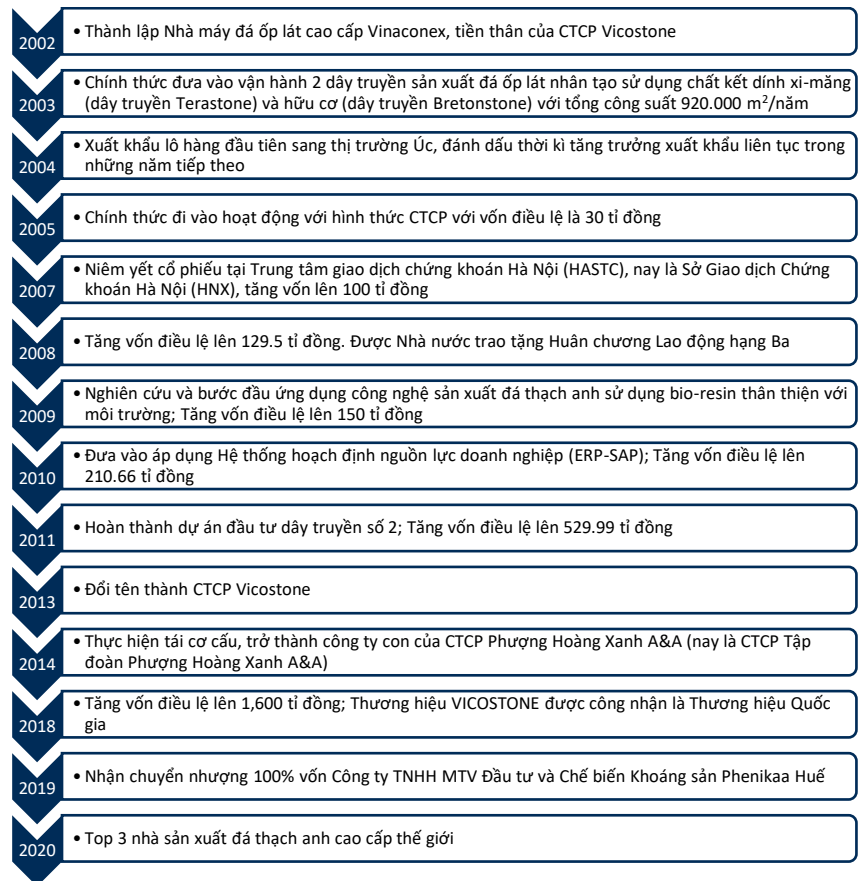 2002
• Thành lập Nhà máy đá ốp lát cao cấp Vinaconex, tiền thân của CTCP Vicostone
2003
• Chính thức đưa vào vận hành 2 dây truyền sản xuất đá ốp lát nhân tạo sử dụng chất kết dính xi-măng
(dây truyền Terastone) và hữu cơ (dây truyền Bretonstone) với tổng công suất 920.000 m²/năm
2004
• Xuất khẩu lô hàng đầu tiên sang thị trường Úc, đánh dấu thời kì tăng trưởng xuất khẩu liên tục trong
những năm tiếp theo
2005
• Chính thức đi vào hoạt động với hình thức CTCP với vốn điều lệ là 30 tỉ đồng
2007
• Niêm yết cổ phiếu tại Trung tâm giao dịch chứng khoán Hà Nội (HASTC), nay là Sở Giao dịch Chứng
khoán Hà Nội (HNX), tăng vốn lên 100 tỉ đồng
2008
• Tăng vốn điều lệ lên 129.5 tỉ đồng. Được Nhà nước trao tặng Huân chương Lao động hạng Ba
2009
• Nghiên cứu và bước đầu ứng dụng công nghệ sản xuất đá thạch anh sử dụng bio-resin thân thiện với
môi trường; Tăng vốn điều lệ lên 150 tỉ đồng
2010
• Đưa vào áp dụng Hệ thống hoạch định nguồn lực doanh nghiệp (ERP-SAP); Tăng vốn điều lệ lên
210.66 tỉ đồng
2011
• Hoàn thành dự án đầu tư dây truyền số 2; Tăng vốn điều lệ lên 529.99 tỉ đồng
2013
• Đổi tên thành CTCP Vicostone
2014
• Thực hiện tái cơ cấu, trở thành công ty con của CTCP Phượng Hoàng Xanh A&A (nay là CTCP Tập
đoàn Phượng Hoàng Xanh A&A)
2018
• Tăng vốn điều lệ lên 1,600 tỉ đồng; Thương hiệu VICOSTONE được công nhận là Thương hiệu Quốc
gia
2019
• Nhận chuyển nhượng 100% vốn Công ty TNHH MTV Đầu tư và Chế biến Khoáng sản Phenikaa Huế
2020
• Top 3 nhà sản xuất đá thạch anh cao cấp thế giới